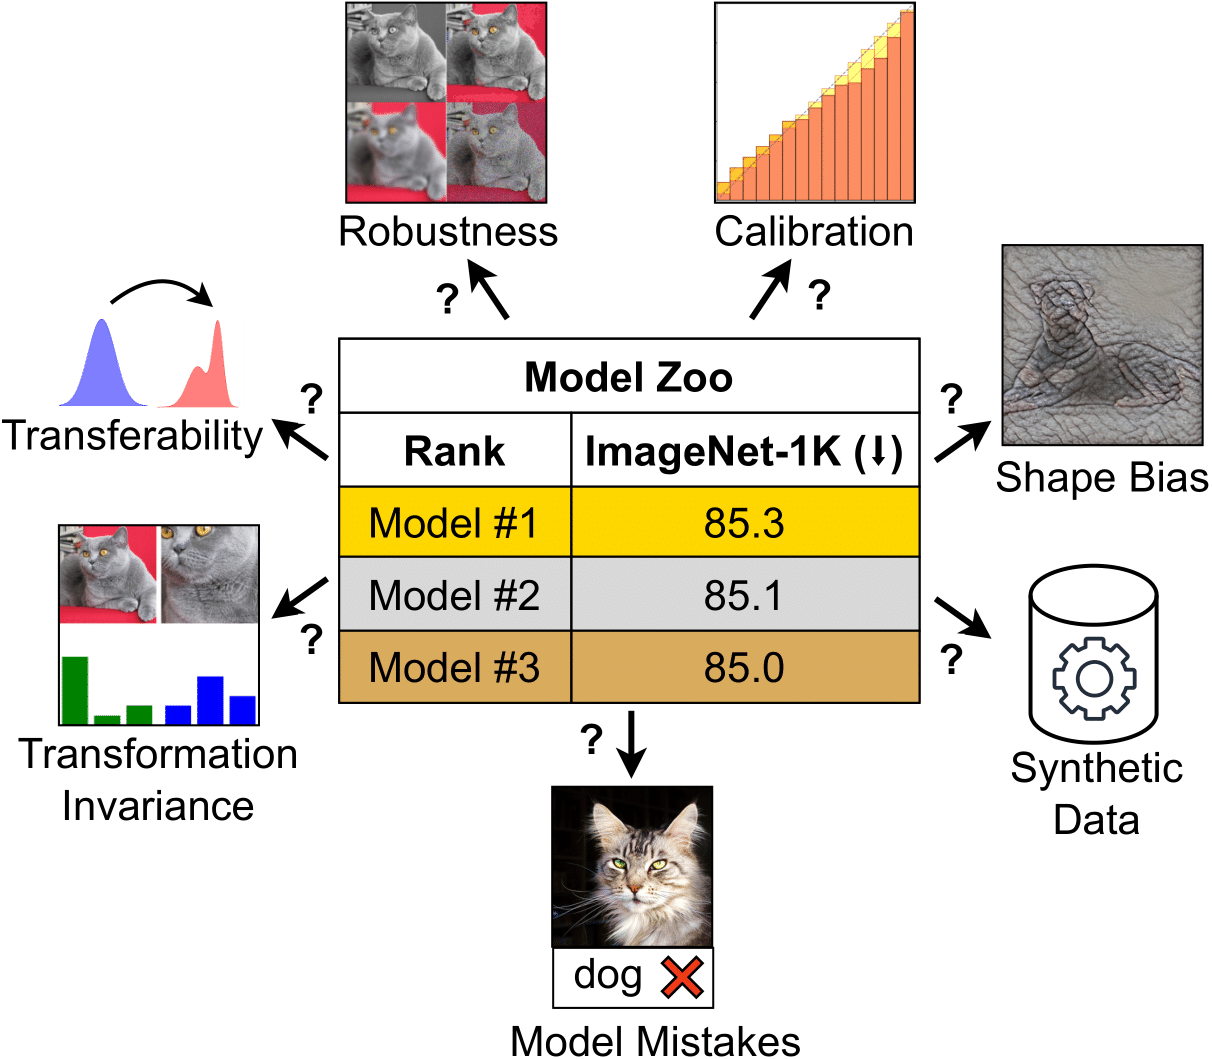 Robustness
?
Calibration
?
Transferability
?
Shape Bias
?
Model Zoo
Rank
ImageNet-1K (⬇)
Model #1
85.3
Model #2
85.1
Model #3
85.0
Transformation
Invariance
?
Synthetic
Data
?
?
dog
Model Mistakes